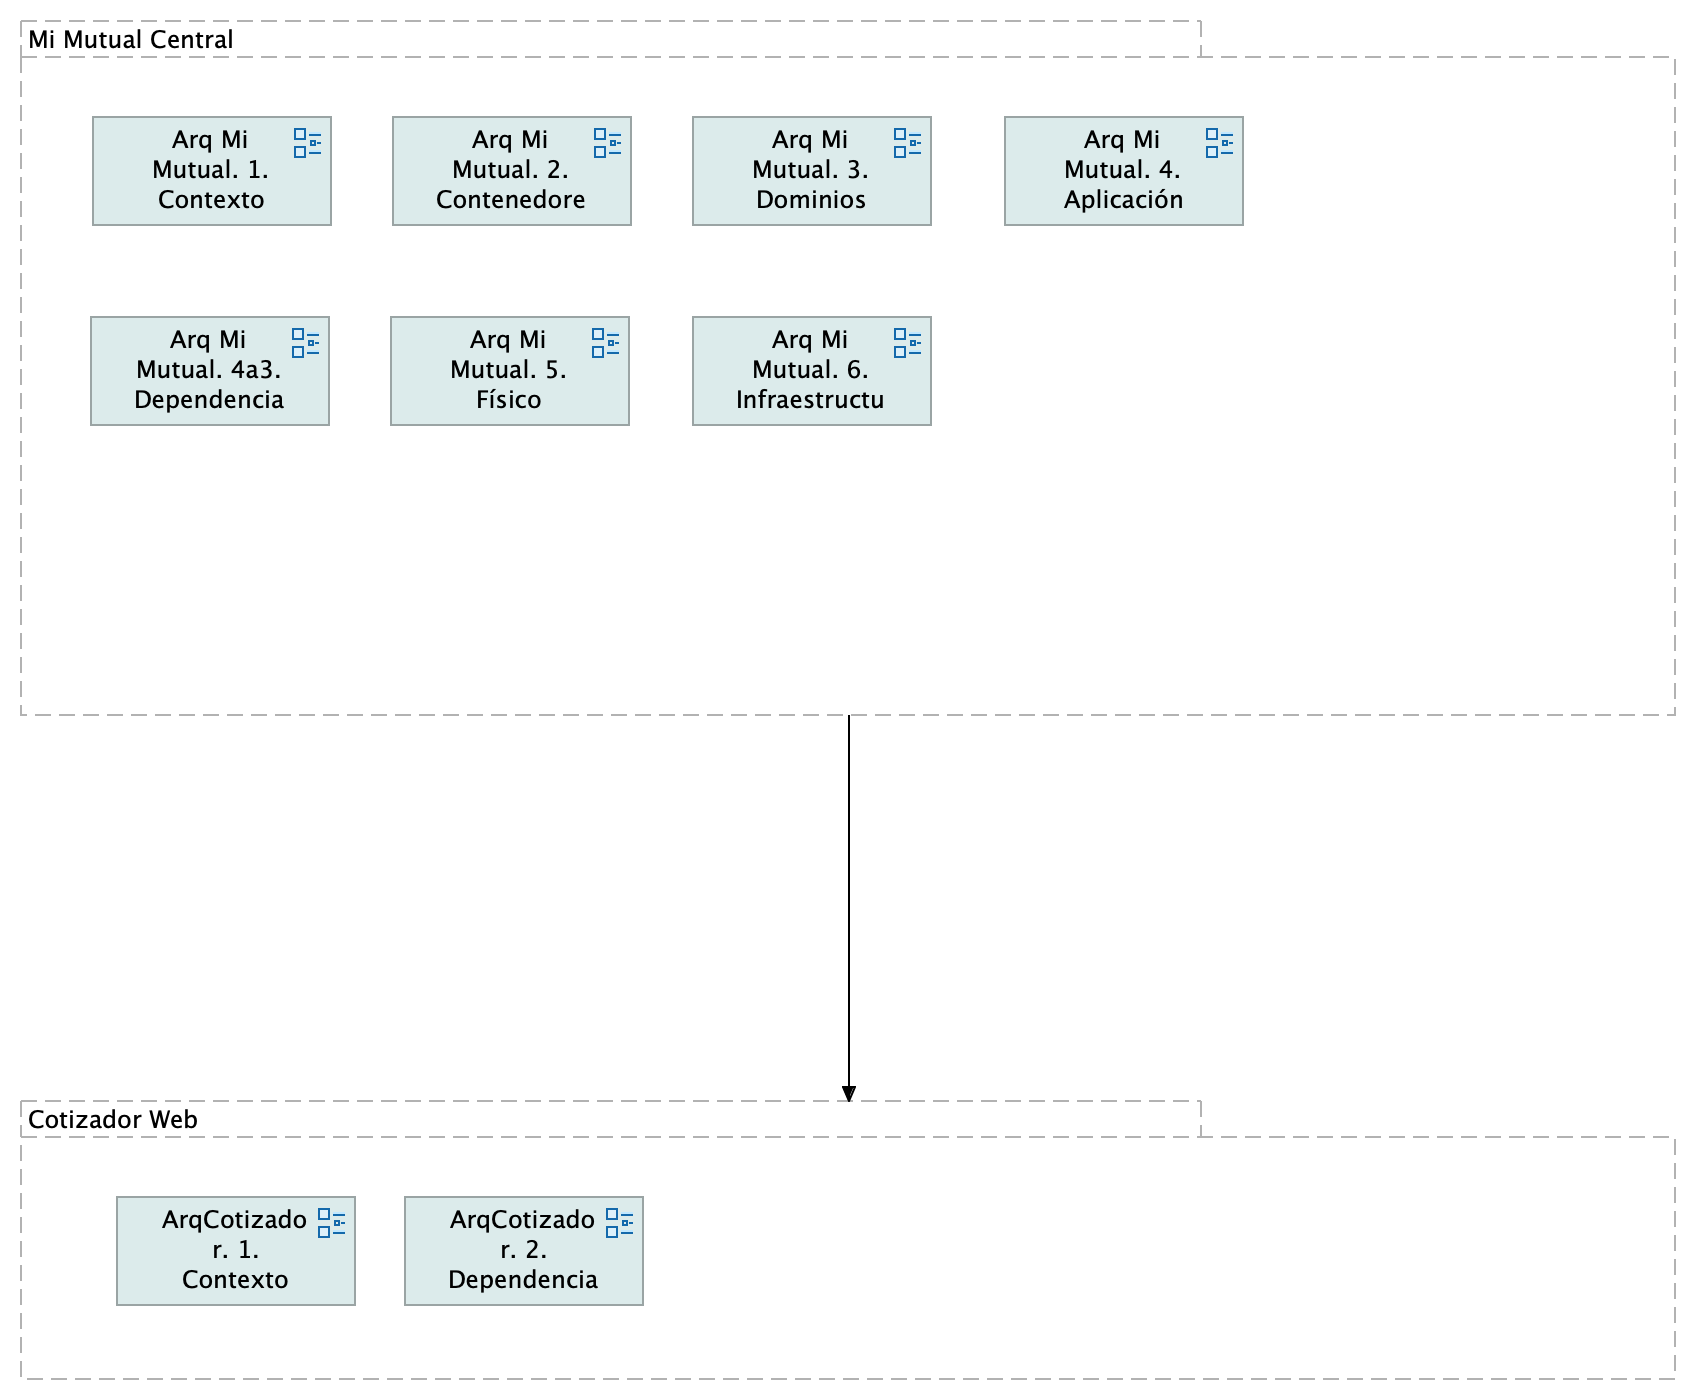 Mi Mutual Central
Arq Mi
Mutual. 1.
Contexto
Arq Mi
Mutual. 2.
Contenedore
Arq Mi
Mutual. 3.
Dominios
Arq Mi
Mutual. 4.
Aplicación
Arq Mi
Mutual. 4a3.
Dependencia
Arq Mi
Mutual. 5.
Físico
Arq Mi
Mutual. 6.
Infraestructu
Cotizador Web
ArqCotizado
r. 1.
Contexto
ArqCotizado
r. 2.
Dependencia